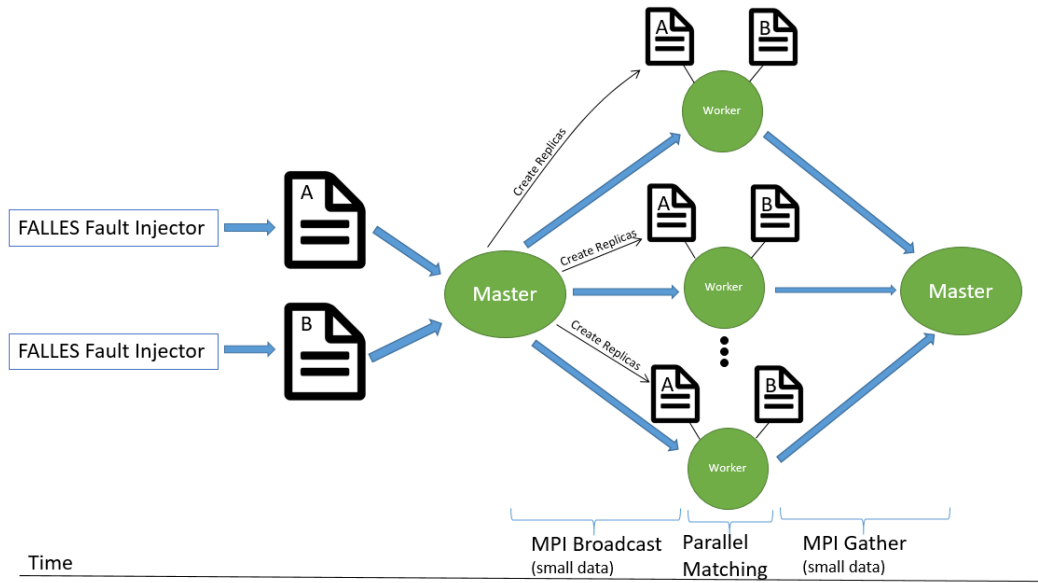 A
B
Worker
Create Replicas
A
FALLES Fault Injector
A
B
Create Replicas
Master
Worker
Master
B
FALLES Fault Injector
Create Replicas
A
B
Worker
MPI Broadcast
(small data)
Parallel
Matching
MPI Gather
(small data)
Time